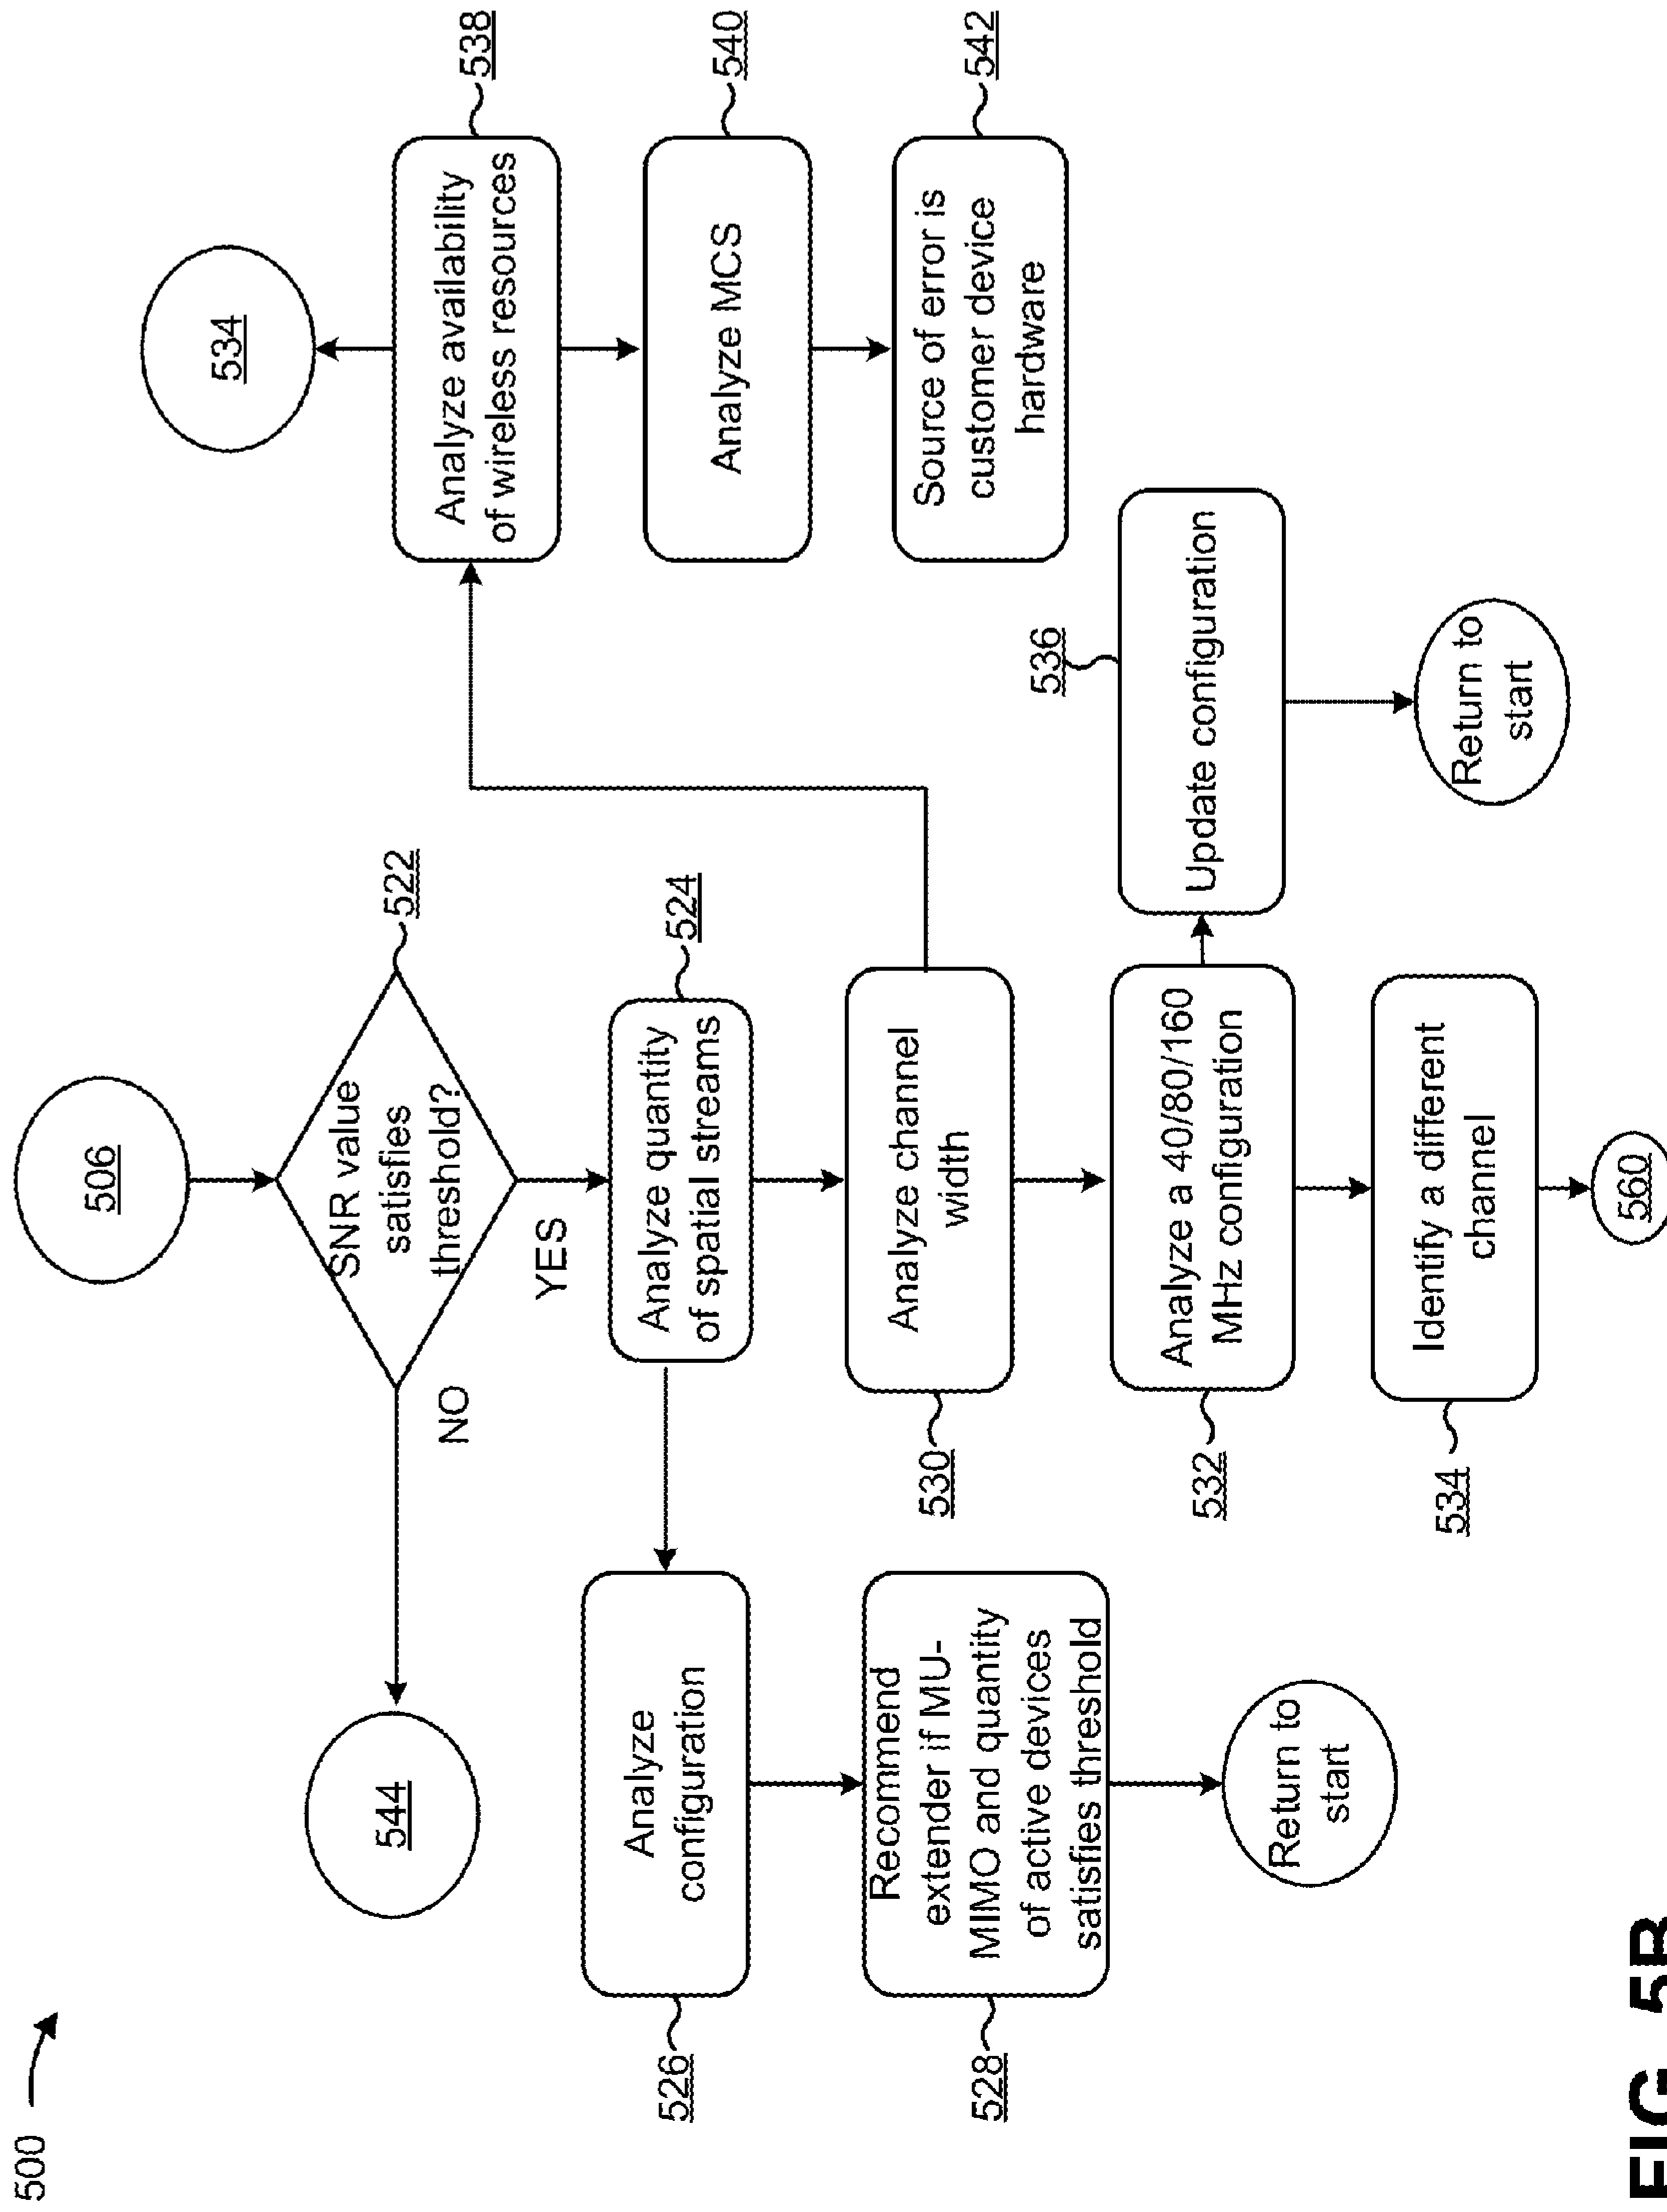 500
506
SNR value
satisfies
threshold?
522
NO
YES
544
Analyze quantity
of spatial streams
524
Analyze
configuration
526
Recommend
extender if MU-
MIMO and quantity
of active devices
satisfies threshold
528
Return to
start
Analyze channel
width
530
Analyze a 40/80/160
MHz configuration
532
Identify a different
channel
534
560
Update configuration
536
Return to
start
534
Analyze availability
of wireless resources
538
Analyze MCS
540
Source of error is
customer device
hardware
542
FIG. 5B